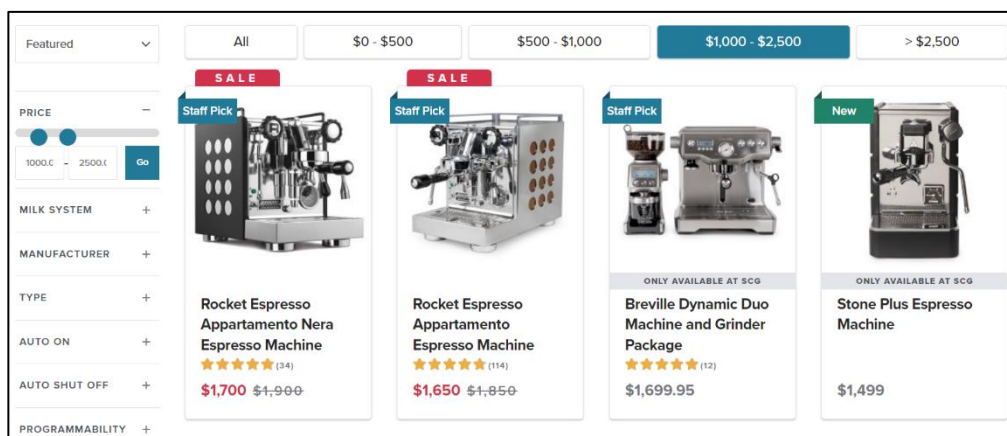 Featured
All
$0 - $500
$500 - $1,000
$1,000 - $2,500
> $2,500
PRICE −
1000.0 - 2500.0 Go
MILK SYSTEM +
MANUFACTURER +
TYPE +
AUTO ON +
AUTO SHUT OFF +
PROGRAMMABILITY +
SALE
Staff Pick
Rocket Espresso
Appartamento Nera
Espresso Machine
(34)
$1,700 $1,900
SALE
Staff Pick
Rocket Espresso
Appartamento
Espresso Machine
(114)
$1,650 $1,850
Staff Pick
ONLY AVAILABLE AT SCG
Breville Dynamic Duo
Machine and Grinder
Package
(12)
$1,699.95
New
ONLY AVAILABLE AT SCG
Stone Plus Espresso
Machine
$1,499